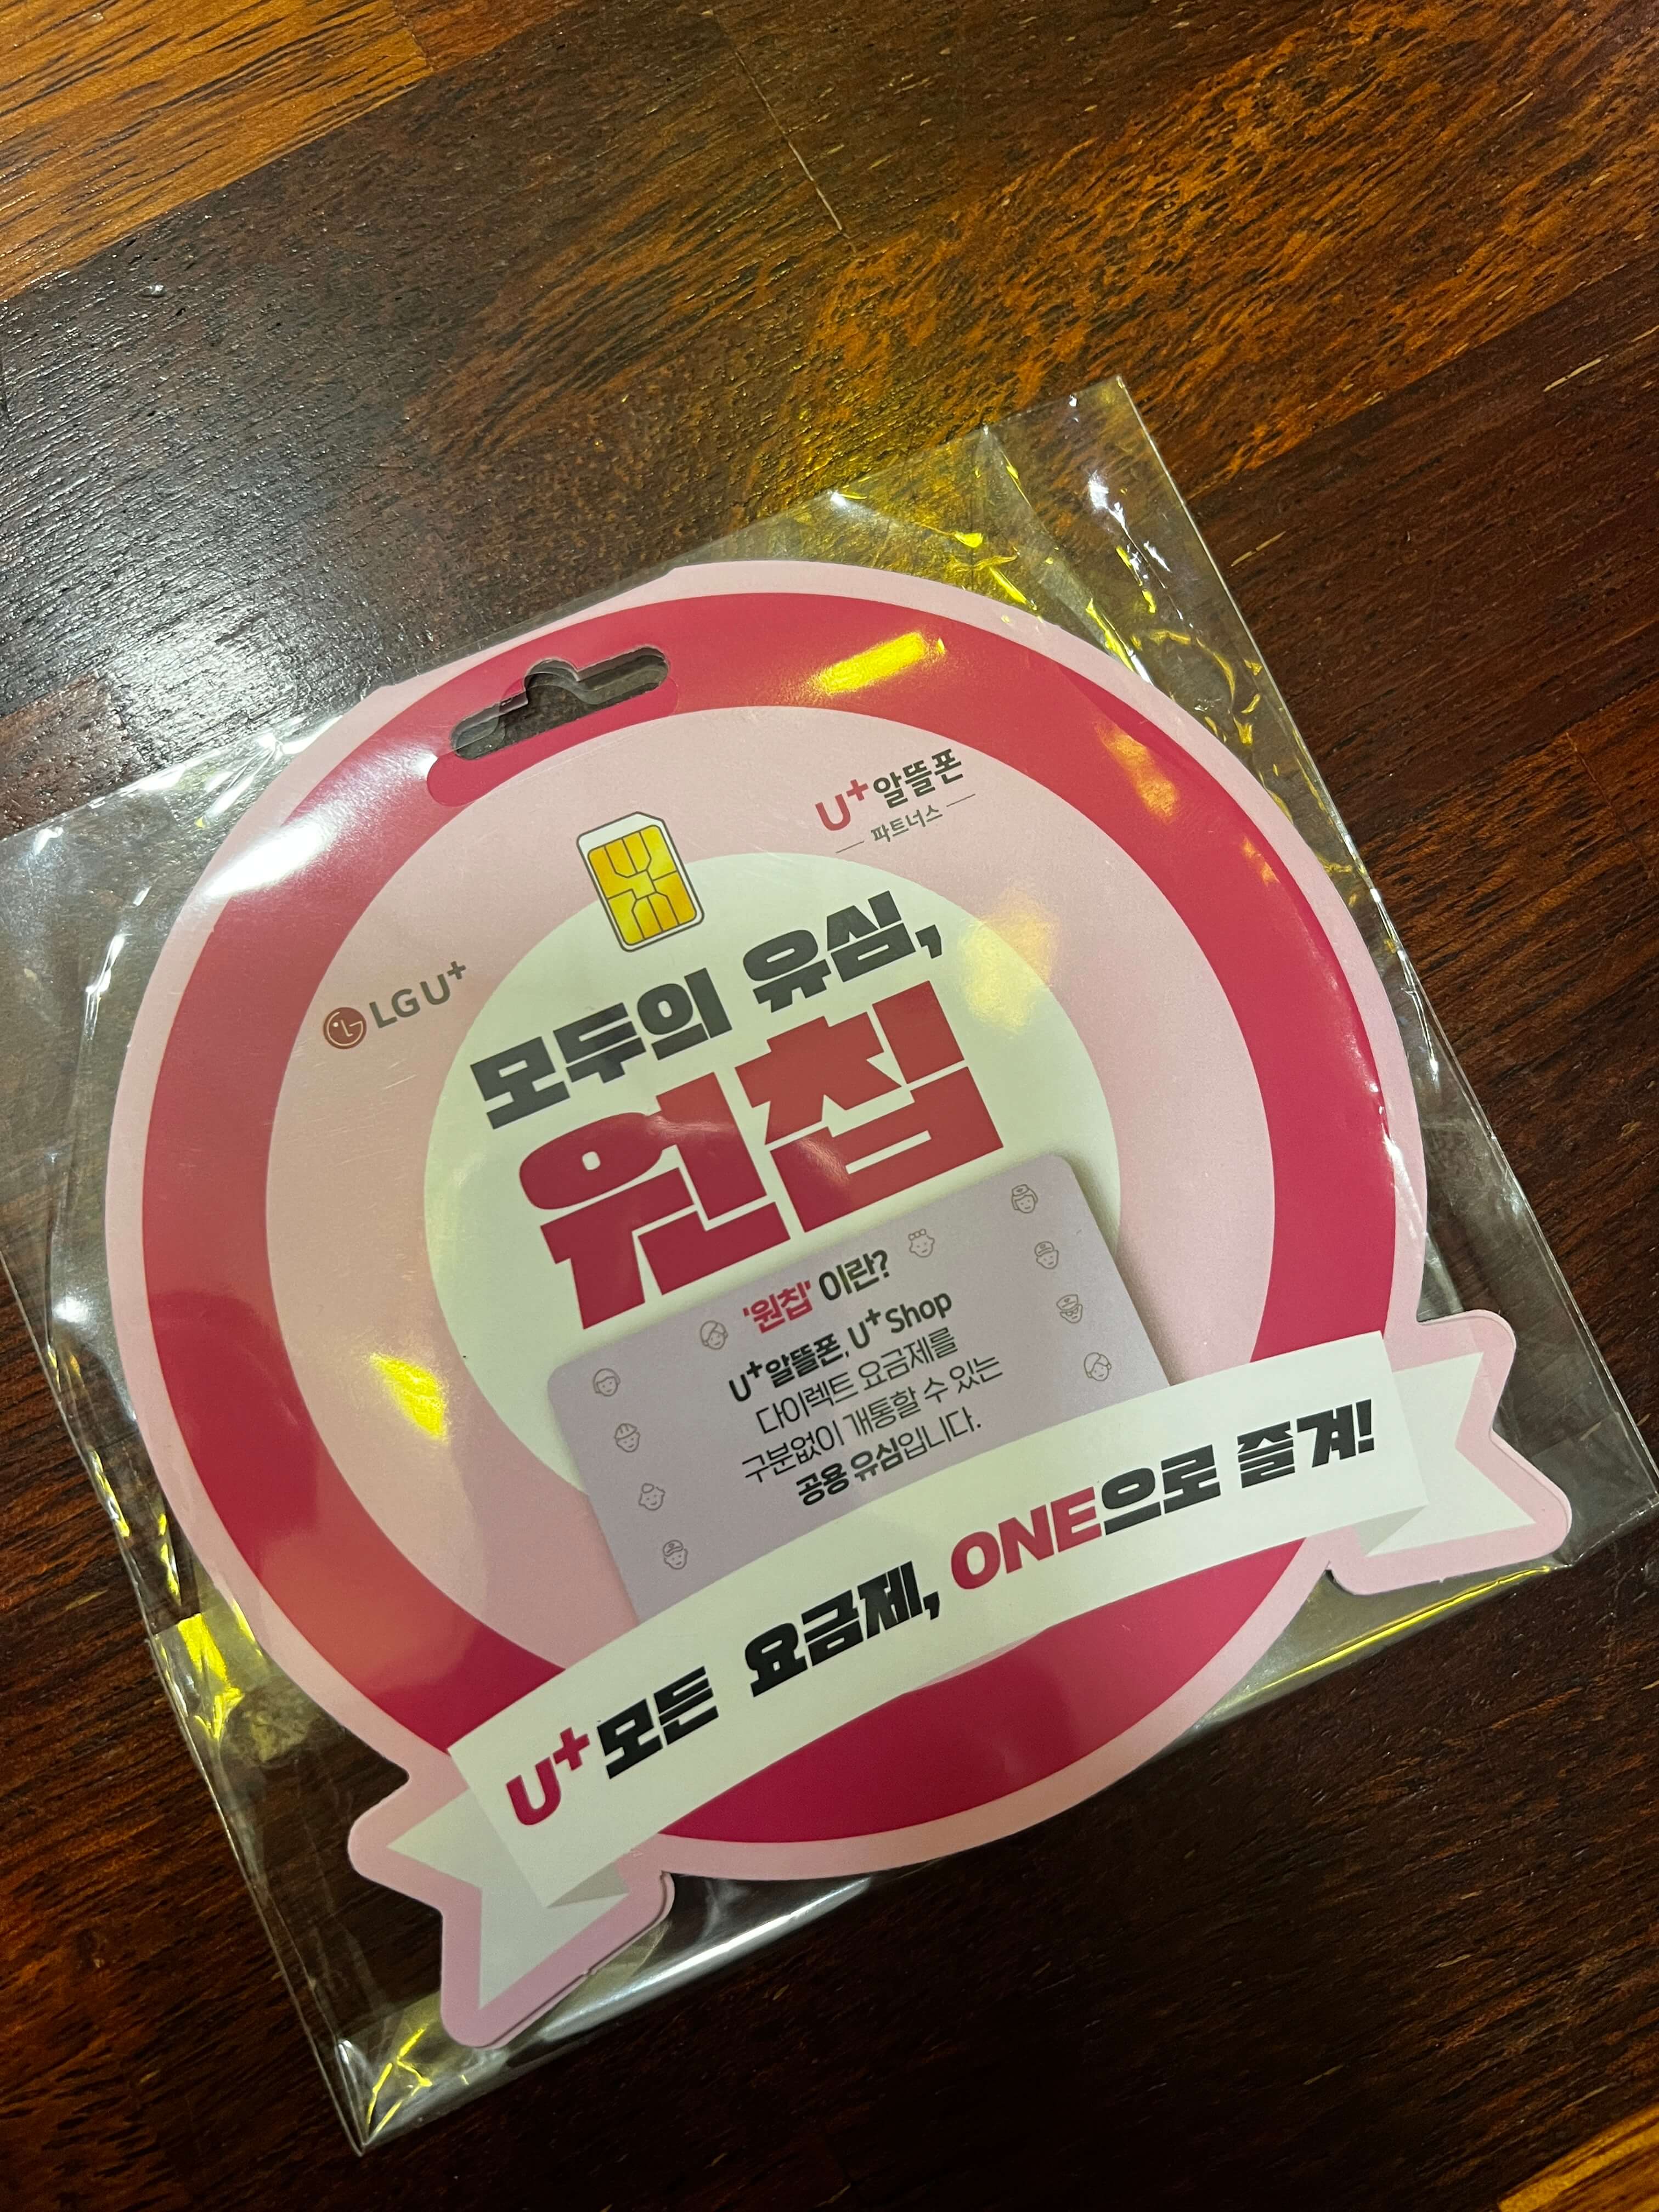 LG U+
U+알뜰폰
파트너스
모두의 유심,
원칩
'원칩' 이란?
U+알뜰폰, U+Shop
다이렉트 요금제를
구분없이 개통할 수 있는
공용 유심입니다.
U+모든 요금제, ONE으로 즐겨!